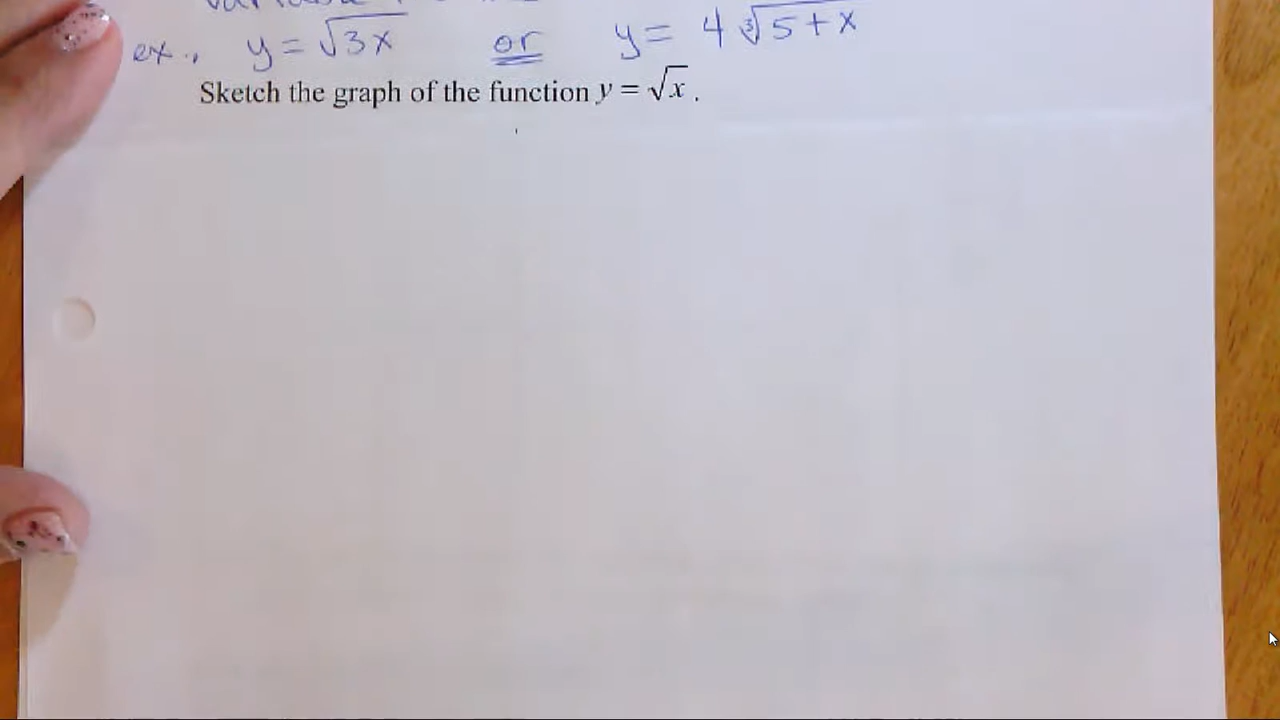 ex., y = √3x or y = 4 ∛5+x
Sketch the graph of the function y = √x .